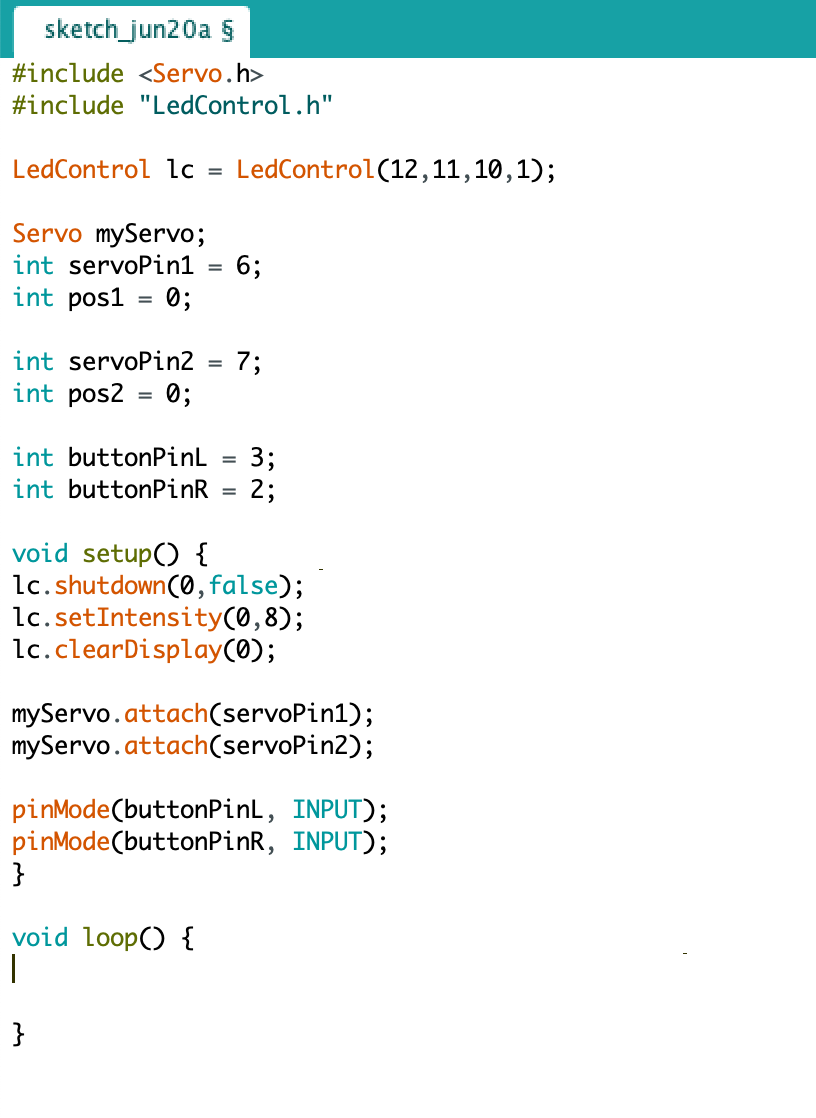 sketch_jun20a §
#include <Servo.h>
#include "LedControl.h"
LedControl lc = LedControl(12,11,10,1);
Servo myServo;
int servoPin1 = 6;
int pos1 = 0;
int servoPin2 = 7;
int pos2 = 0;
int buttonPinL = 3;
int buttonPinR = 2;
void setup() {
lc.shutdown(0,false);
lc.setIntensity(0,8);
lc.clearDisplay(0);
myServo.attach(servoPin1);
myServo.attach(servoPin2);
pinMode(buttonPinL, INPUT);
pinMode(buttonPinR, INPUT);
}
void loop() {
}